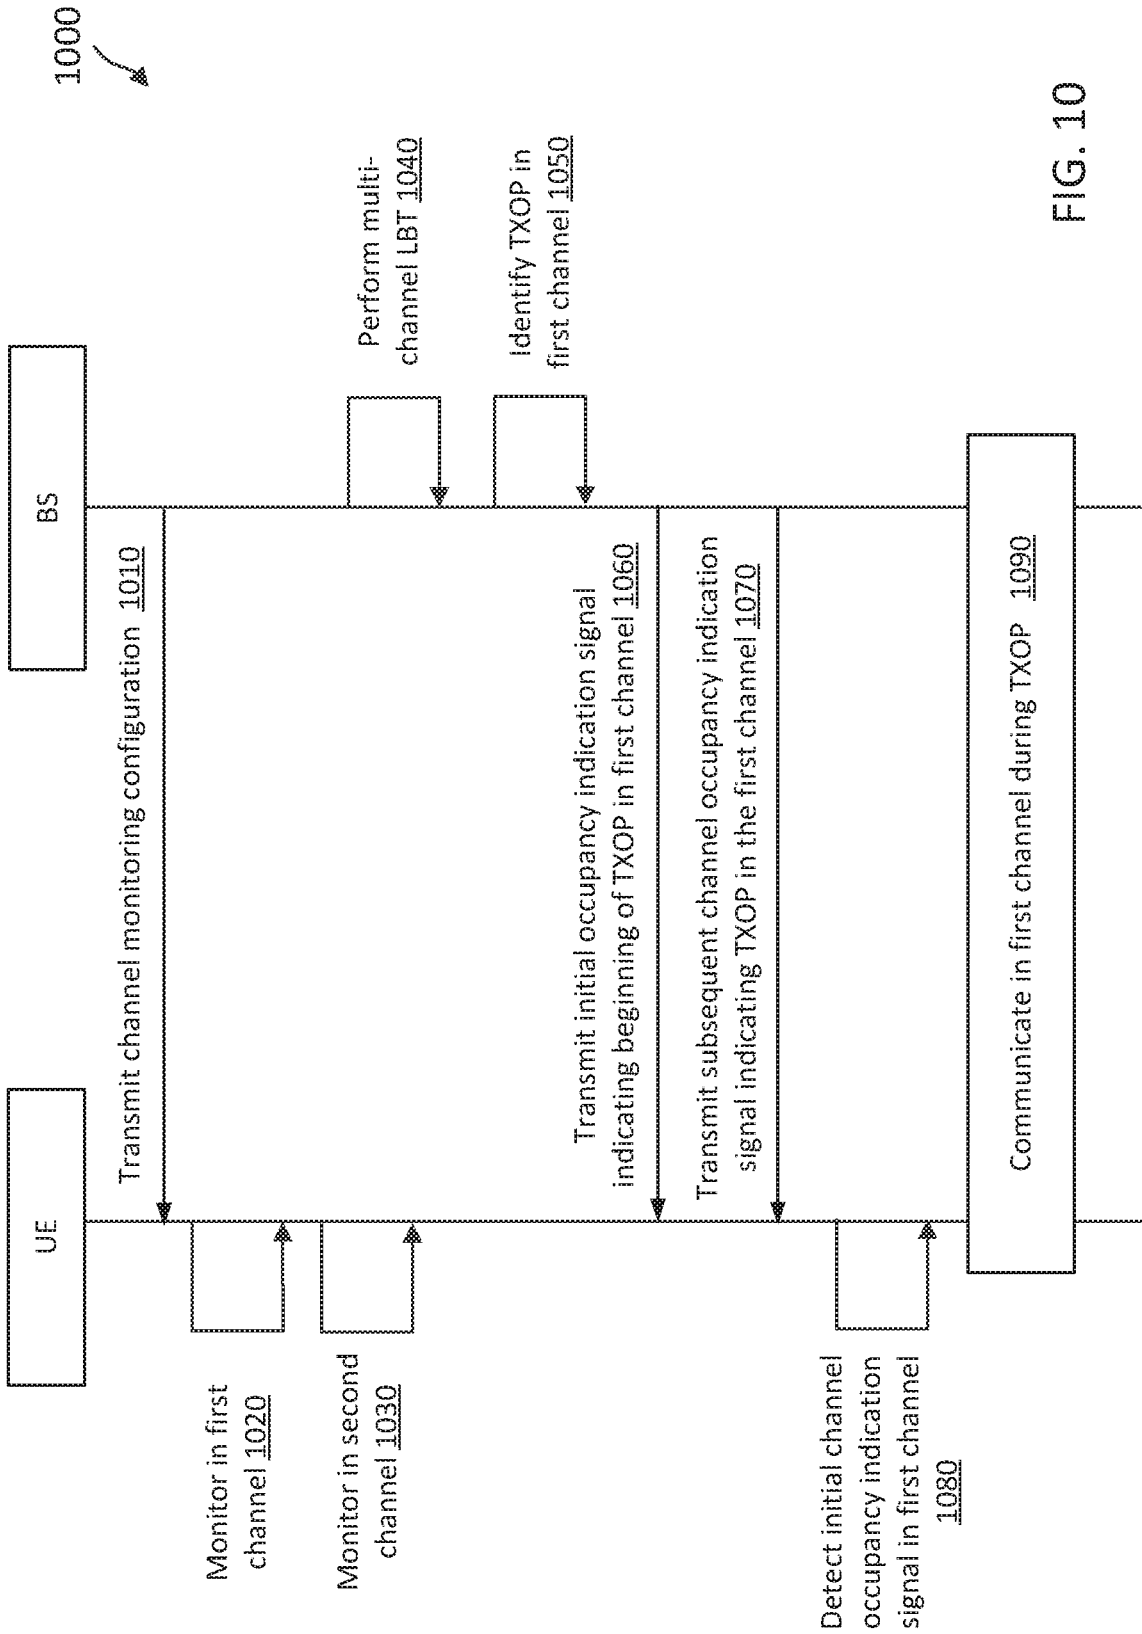 1000
UE
BS
Transmit channel monitoring configuration 1010
Monitor in first
channel 1020
Monitor in second
channel 1030
Perform multi-
channel LBT 1040
Identify TXOP in
first channel 1050
Transmit initial occupancy indication signal
indicating beginning of TXOP in first channel 1060
Transmit subsequent channel occupancy indication
signal indicating TXOP in the first channel 1070
Detect initial channel
occupancy indication
signal in first channel
1080
Communicate in first channel during TXOP 1090
FIG. 10